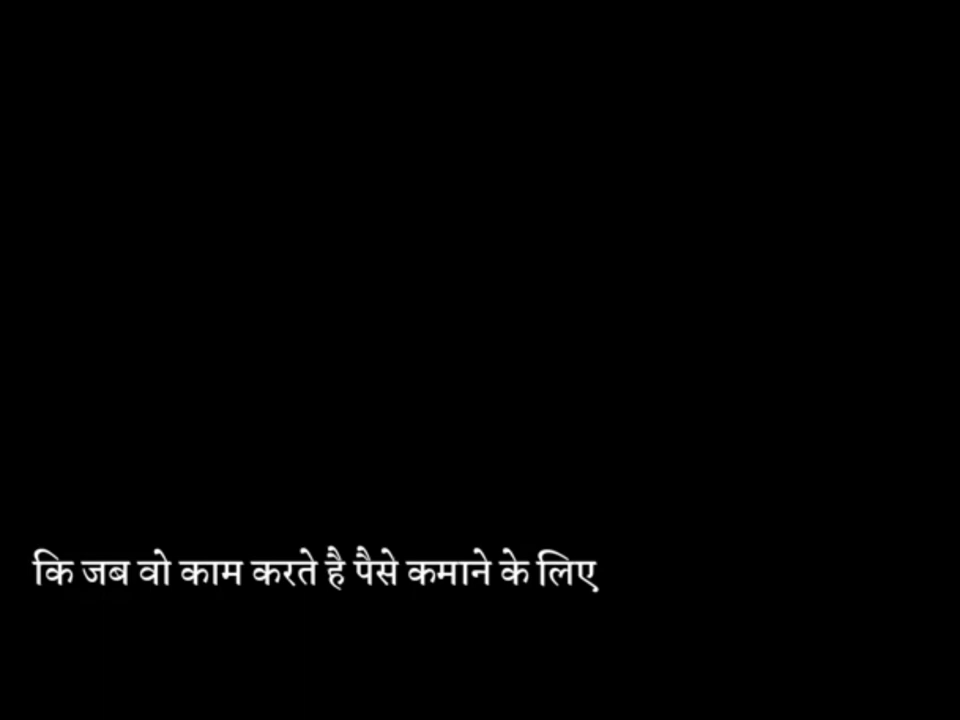 कि जब वो काम करते है पैसे कमाने के लिए